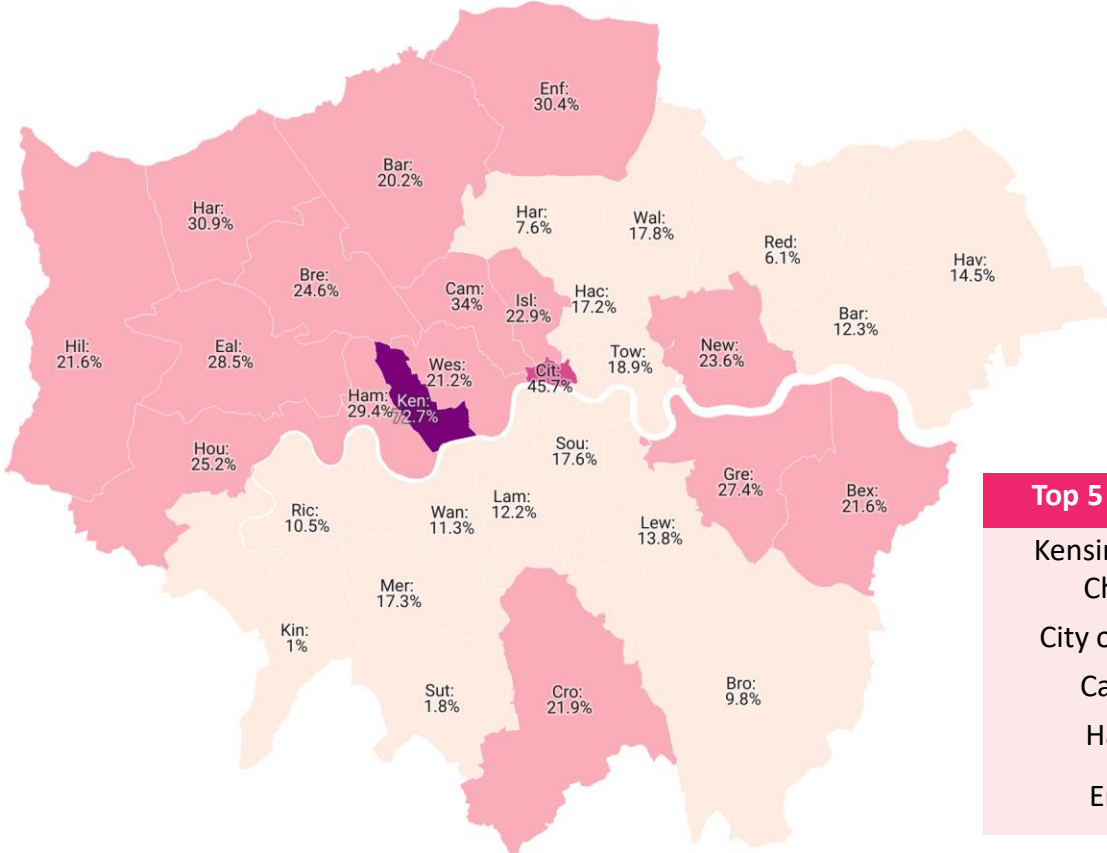 Enf:
30.4%
Bar:
20.2%
Har:
30.9%
Har:
7.6%
Wal:
17.8%
Red:
6.1%
Hav:
14.5%
Bre:
24.6%
Cam:
34%
Isl:
22.9%
Hac:
17.2%
Bar:
12.3%
Hil:
21.6%
Eal:
28.5%
Wes:
21.2%
Cit:
45.7%
Tow:
18.9%
New:
23.6%
Ham:
29.4%
Ken:
72.7%
Hou:
25.2%
Sou:
17.6%
Gre:
27.4%
Bex:
21.6%
Ric:
10.5%
Wan:
11.3%
Lam:
12.2%
Lew:
13.8%
Mer:
17.3%
Kin:
1%
Sut:
1.8%
Cro:
21.9%
Bro:
9.8%
Top 5
Kensin
Ch
City o
Ca
Ha
E